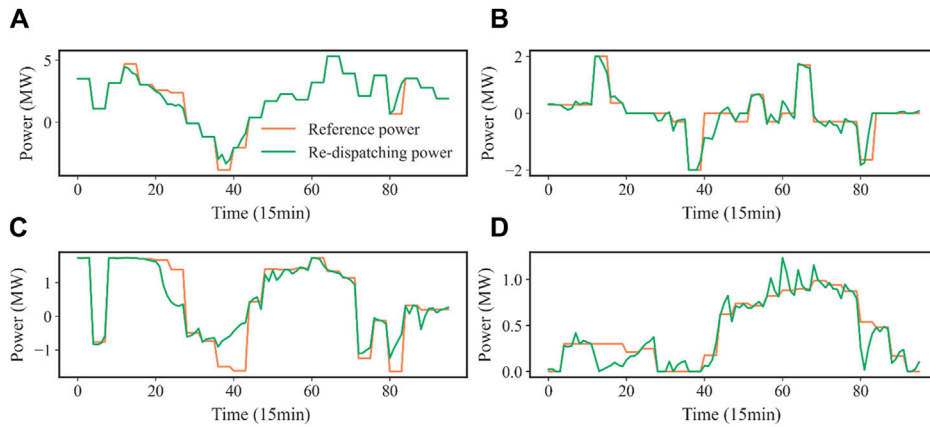 A
Power (MW)
5
0
Reference power
Re-dispatching power
0 20 40 60 80
Time (15min)
B
Power (MW)
2
0
−2
0 20 40 60 80
Time (15min)
C
Power (MW)
1
0
−1
0 20 40 60 80
Time (15min)
D
Power (MW)
1.0
0.5
0.0
0 20 40 60 80
Time (15min)